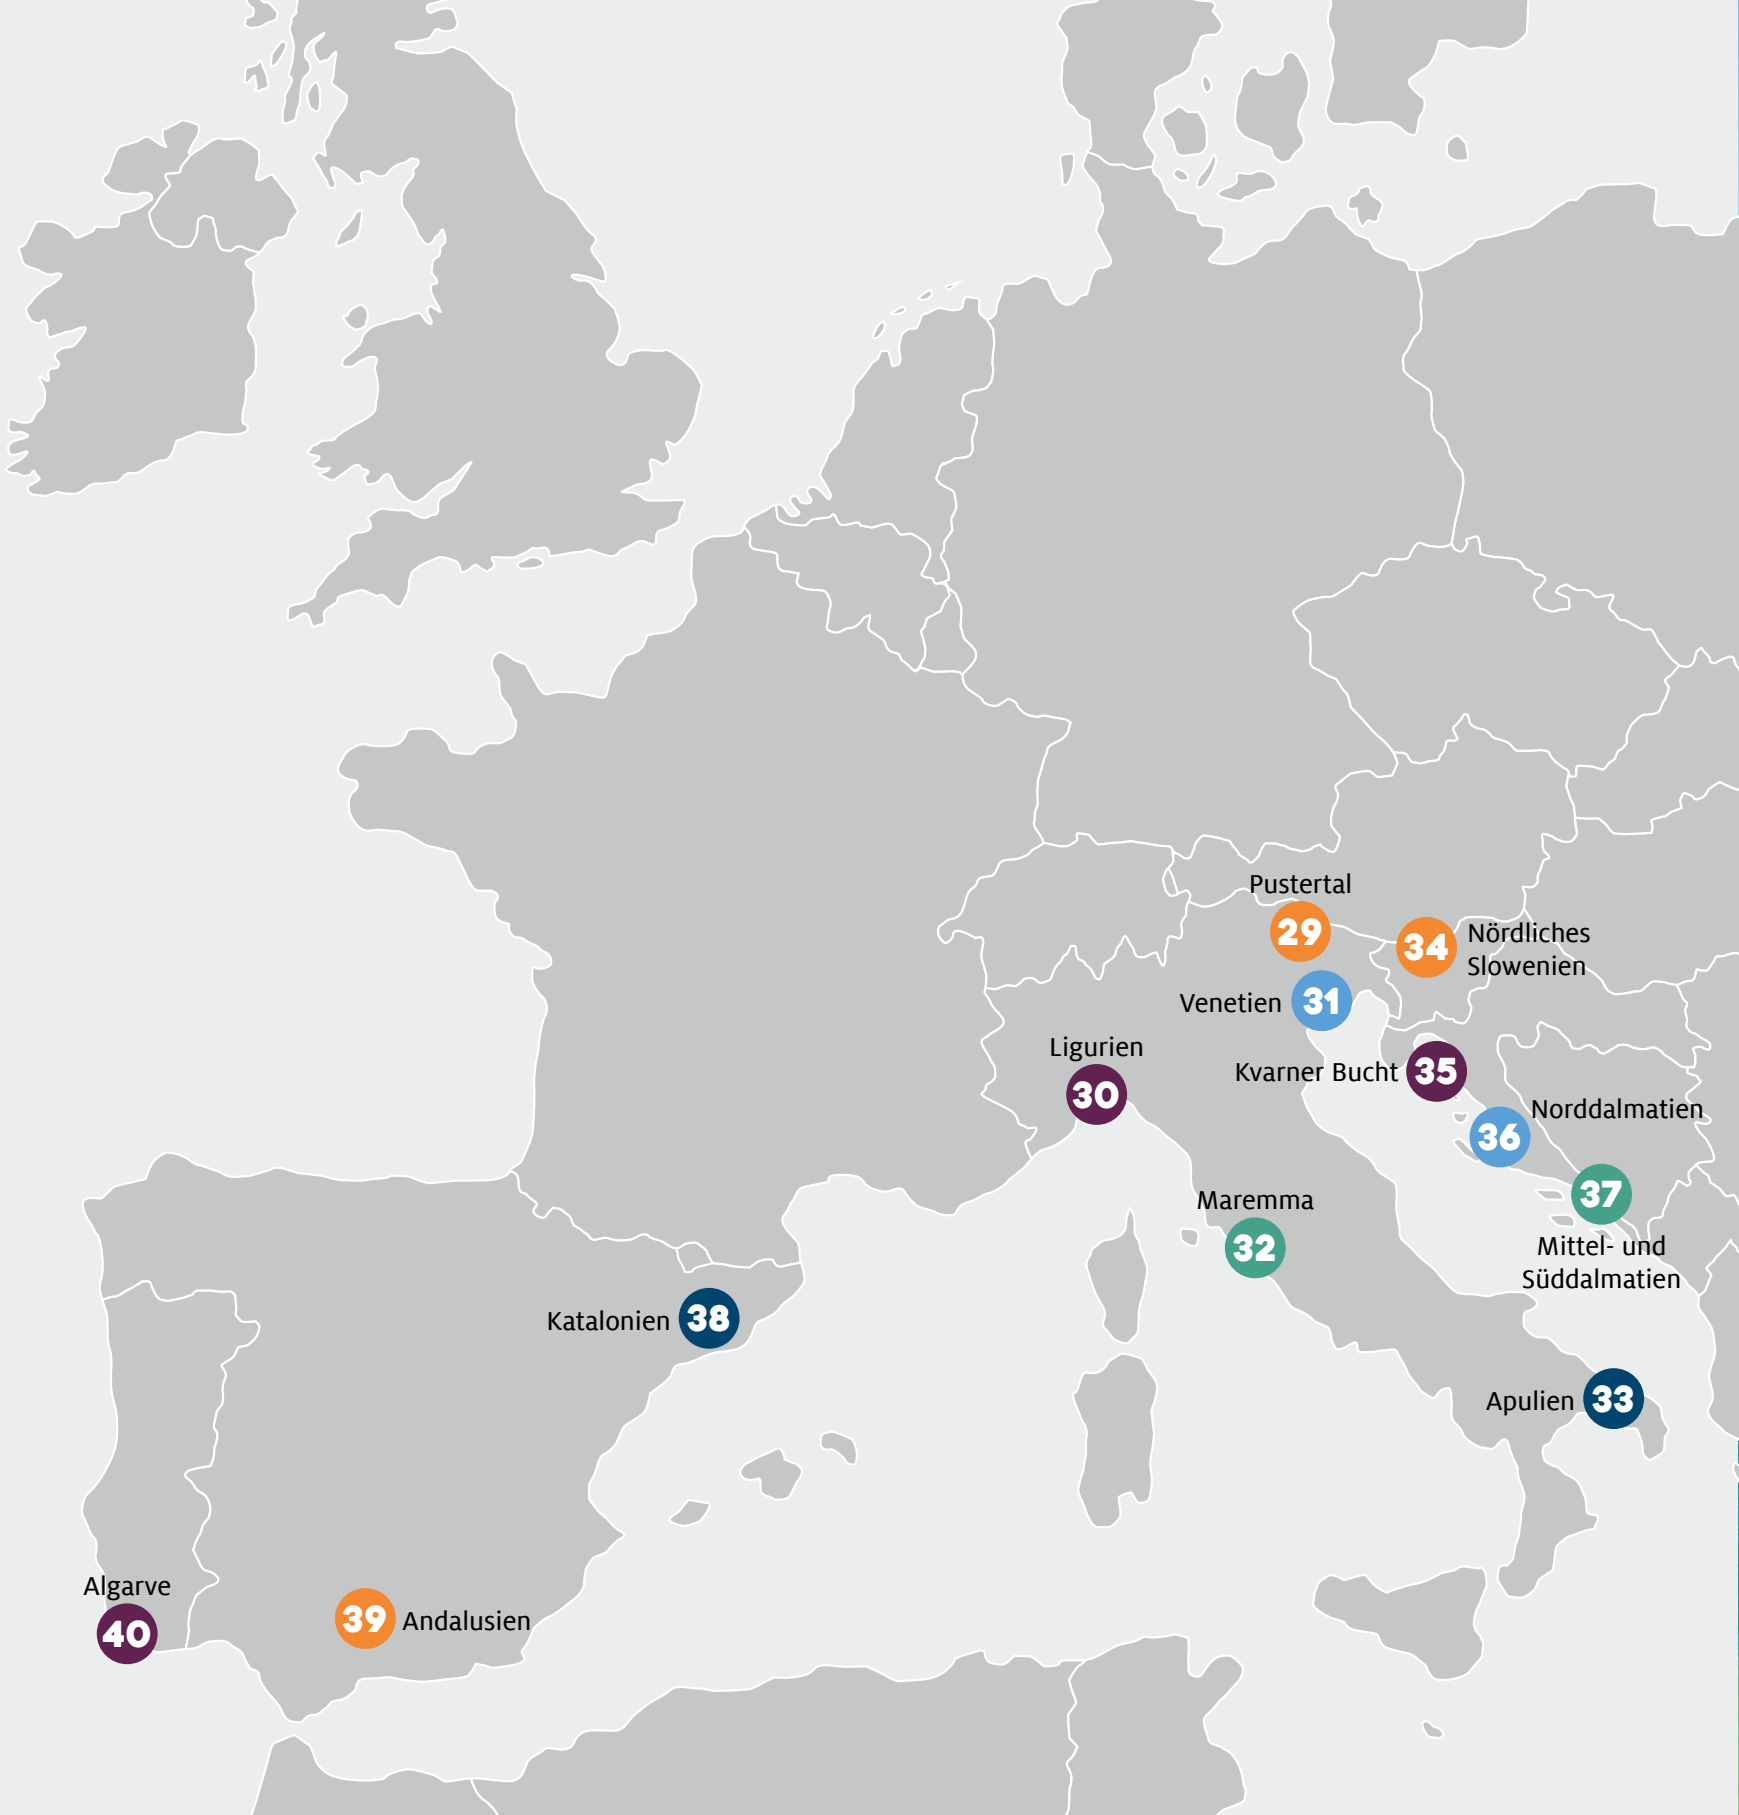 Pustertal
29
34
Nördliches
Slowenien
Venetien
31
Ligurien
30
Kvarner Bucht
35
Norddalmatien
36
37
Mittel- und
Süddalmatien
Maremma
32
Katalonien
38
Apulien
33
Algarve
40
39
Andalusien